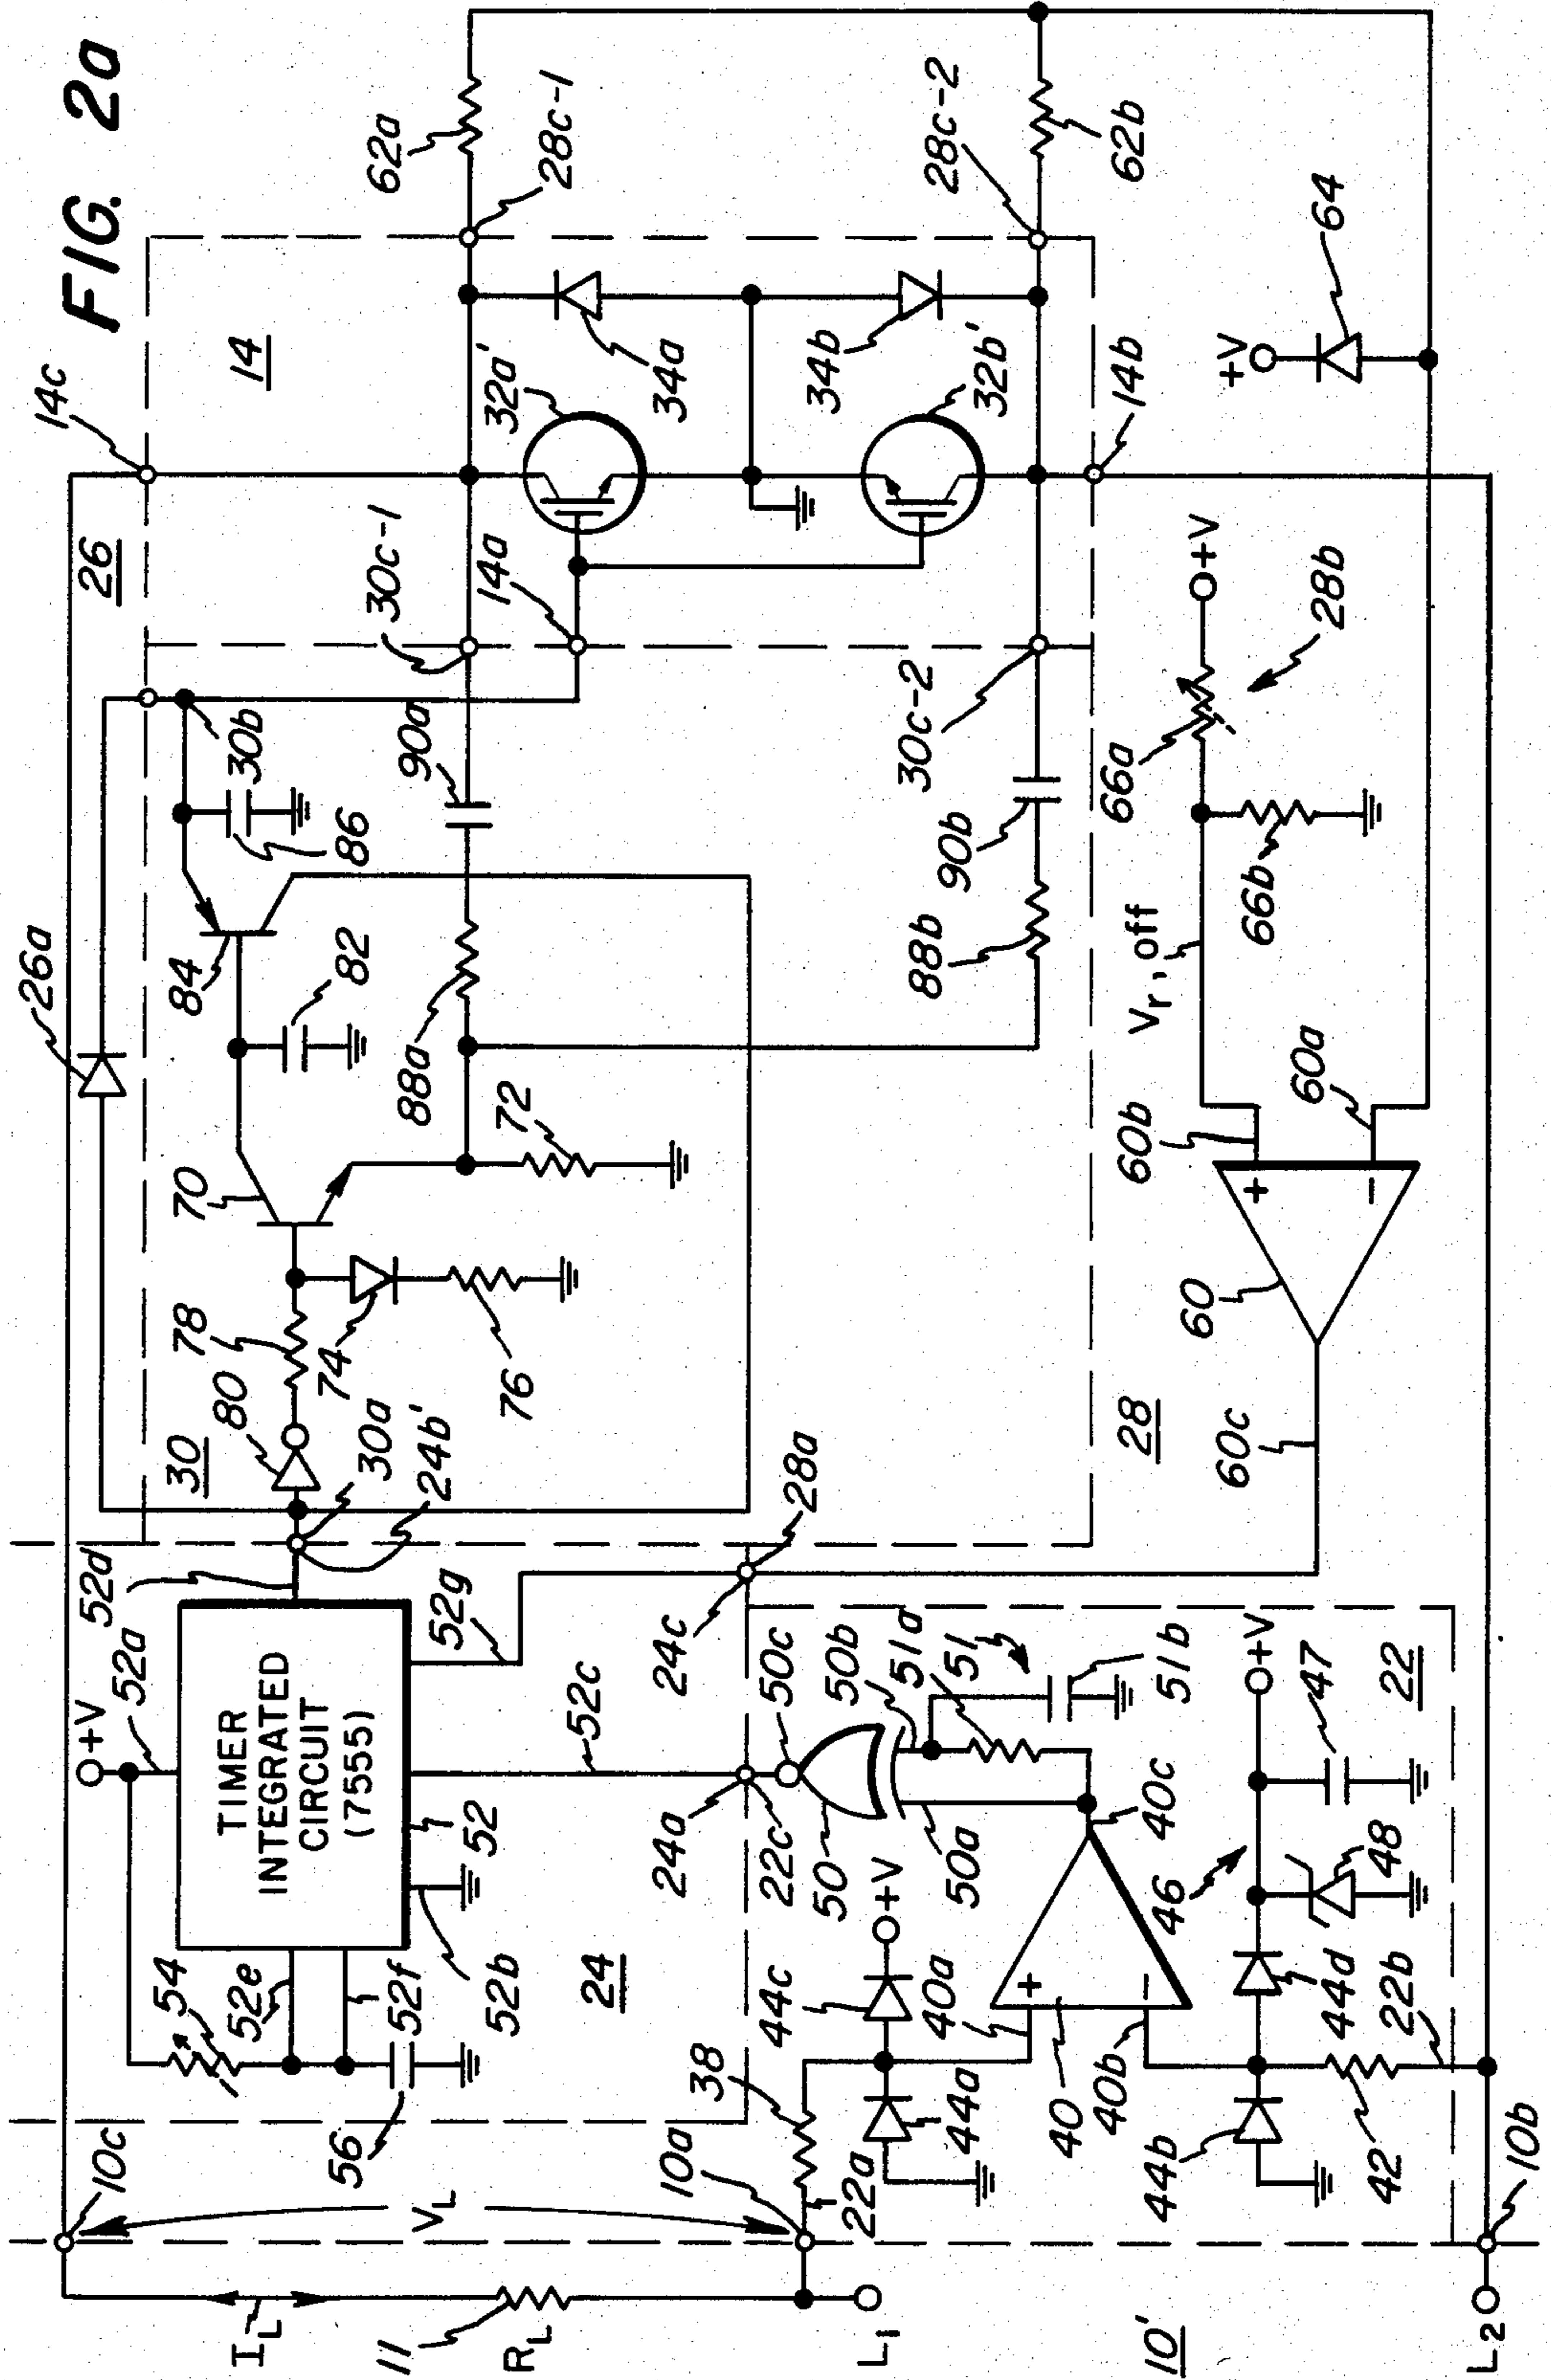 FIG. 2a
10c
I_L
11
R_L
V_L
10a
L1
10'
L2
10b
+V
52a
54
52e
52f
56
52b
52
TIMER
INTEGRATED
CIRCUIT
(7555)
52d
52g
52c
24
24a
24c
28a
22c
50c
50b
51a
51
51b
50
50a
38
22a
44c
+V
40a
44a
40
40b
44b
42
22b
44d
46
48
47
+V
22
40c
+
−
26a
26
14c
14
30
80
78
30a
24b'
74
76
70
72
84
82
86
30b
88a
90a
30c-1
14a
88b
90b
30c-2
32a'
34a
34b
32b'
14b
62a
28c-1
28c-2
62b
64
+V
28
60c
60
60b
60a
+
−
Vr, off
66a
66b
+V
28b